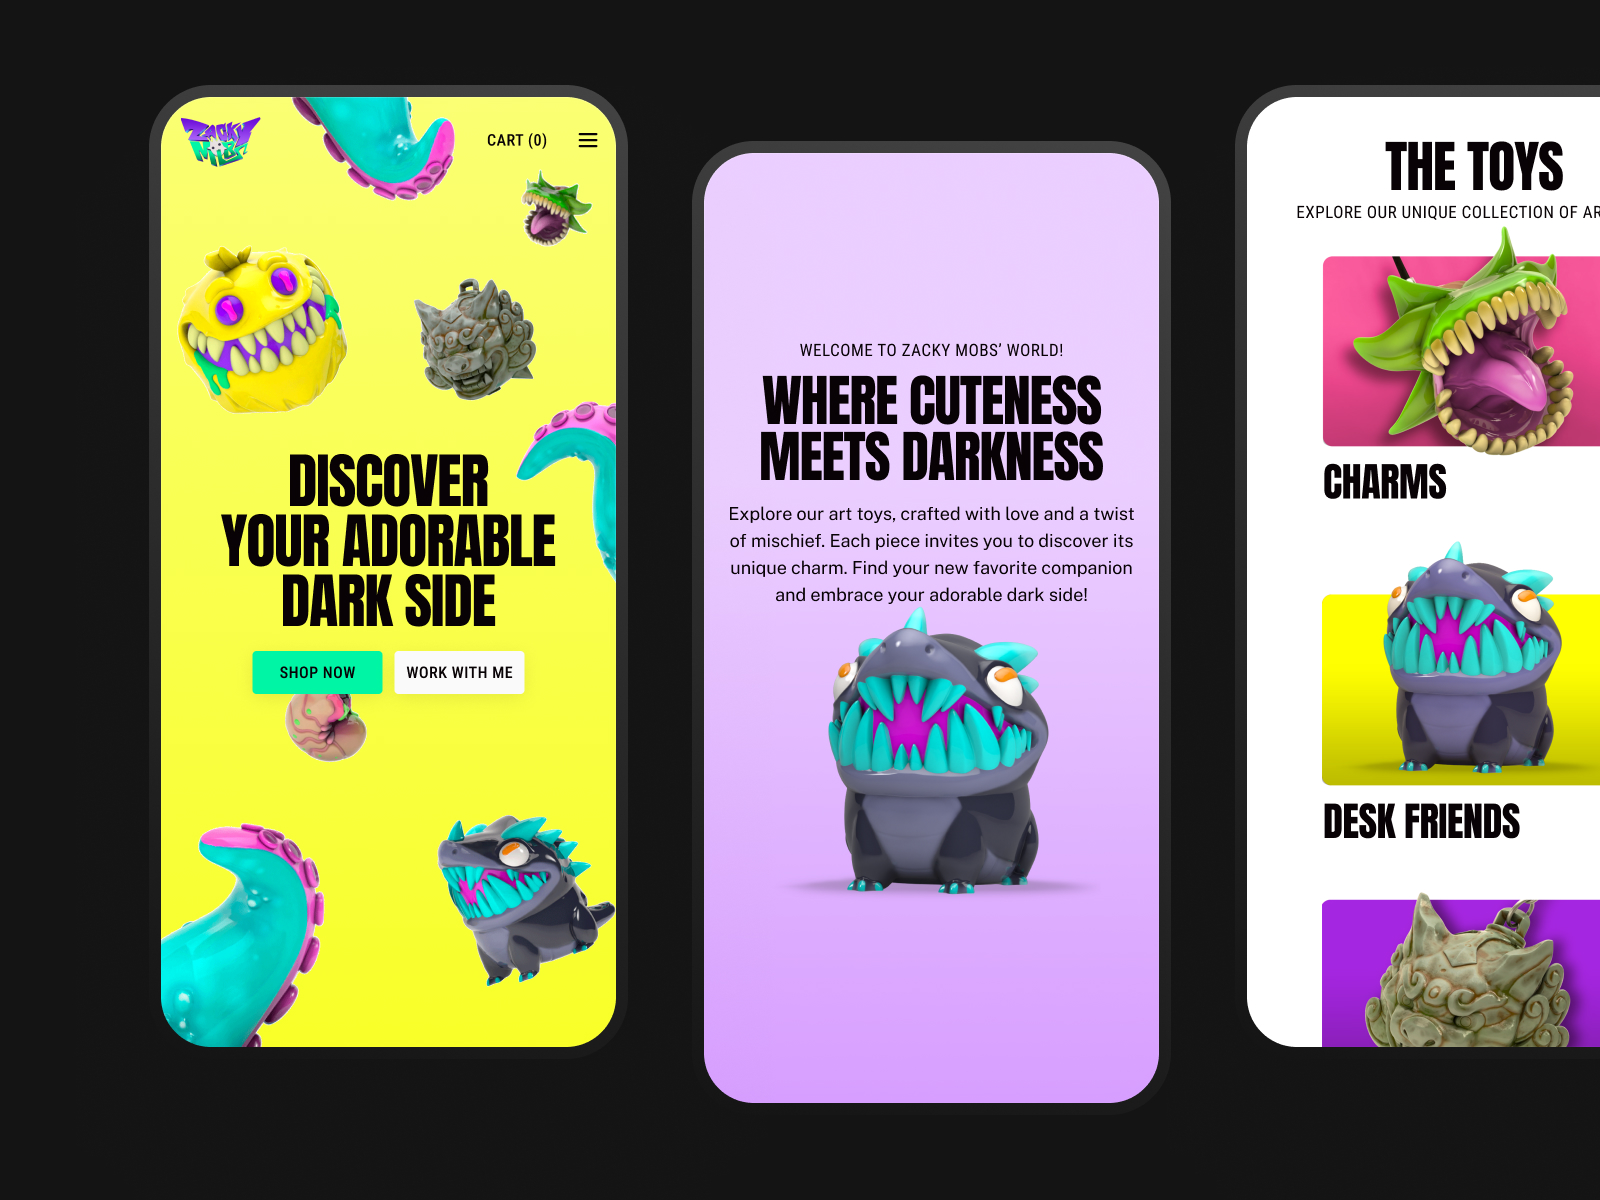 ZACKY
MOBS
CART (0)
DISCOVER
YOUR ADORABLE
DARK SIDE
SHOP NOW
WORK WITH ME
WELCOME TO ZACKY MOBS’ WORLD!
WHERE CUTENESS
MEETS DARKNESS
Explore our art toys, crafted with love and a twist
of mischief. Each piece invites you to discover its
unique charm. Find your new favorite companion
and embrace your adorable dark side!
THE TOYS
EXPLORE OUR UNIQUE COLLECTION OF
CHARMS
DESK FRIENDS